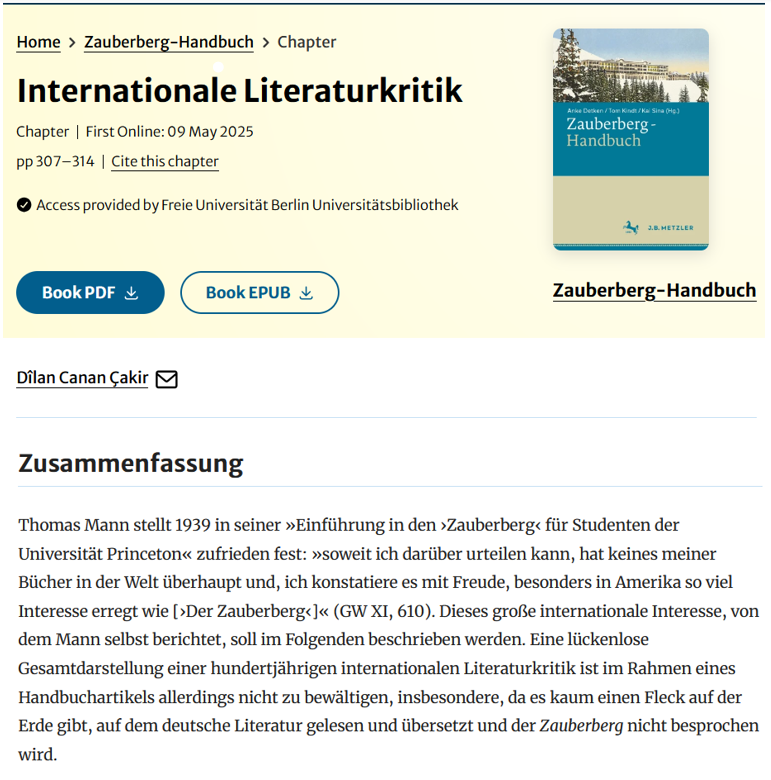 Home > Zauberberg-Handbuch > Chapter
Internationale Literaturkritik
Chapter | First Online: 09 May 2025
pp 307–314 | Cite this chapter
Access provided by Freie Universität Berlin Universitätsbibliothek
Book PDF
Book EPUB
Anke Detken / Tom Kindt / Kai Sina (Hg.)
Zauberberg-
Handbuch
J.B. METZLER
Zauberberg-Handbuch
Dîlan Canan Çakir
Zusammenfassung
Thomas Mann stellt 1939 in seiner »Einführung in den ›Zauberberg‹ für Studenten der
Universität Princeton« zufrieden fest: »soweit ich darüber urteilen kann, hat keines meiner
Bücher in der Welt überhaupt und, ich konstatiere es mit Freude, besonders in Amerika so viel
Interesse erregt wie [›Der Zauberberg‹]« (GW XI, 610). Dieses große internationale Interesse, von
dem Mann selbst berichtet, soll im Folgenden beschrieben werden. Eine lückenlose
Gesamtdarstellung einer hundertjährigen internationalen Literaturkritik ist im Rahmen eines
Handbuchartikels allerdings nicht zu bewältigen, insbesondere, da es kaum einen Fleck auf der
Erde gibt, auf dem deutsche Literatur gelesen und übersetzt und der Zauberberg nicht besprochen
wird.